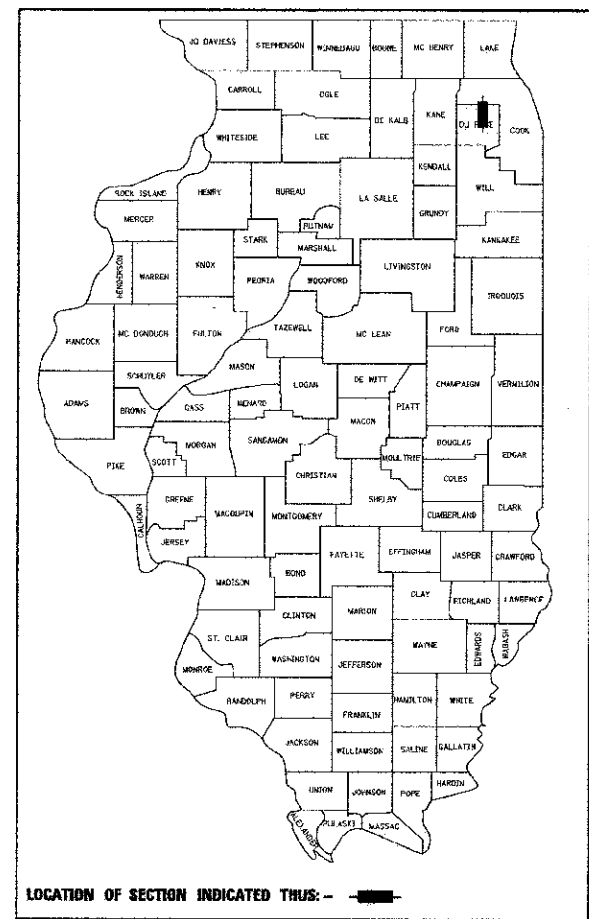 JO DAVIESS STEPHENSON WINNEBAGO BOONE MC HENRY LAKE
CARROLL OGLE DE KALB KANE COOK
WHITESIDE LEE
KENDALL
ROCK ISLAND HENRY BUREAU LA SALLE GRUNDY WILL
MERCER PUTNAM KANKAKEE
STARK MARSHALL
HENDERSON WARREN KNOX PEORIA WOODFORD LIVINGSTON IROQUOIS
HANCOCK MC DONOUGH FULTON TAZEWELL MC LEAN FORD
MASON
SCHUYLER LOGAN DE WITT CHAMPAIGN VERMILION
ADAMS BROWN CASS MENARD MACON PIATT
MORGAN SANGAMON MOULTRIE DOUGLAS EDGAR
PIKE SCOTT CHRISTIAN COLES
SHELBY
CALHOUN GREENE MACOUPIN MONTGOMERY CUMBERLAND CLARK
JERSEY FAYETTE EFFINGHAM JASPER CRAWFORD
MADISON BOND
CLAY RICHLAND LAWRENCE
CLINTON MARION
ST. CLAIR WAYNE EDWARDS WABASH
MONROE WASHINGTON JEFFERSON
RANDOLPH PERRY HAMILTON WHITE
FRANKLIN
JACKSON WILLIAMSON SALINE GALLATIN
UNION JOHNSON POPE HARDIN
ALEXANDER PULASKI MASSAC
LOCATION OF SECTION INDICATED THUS: -